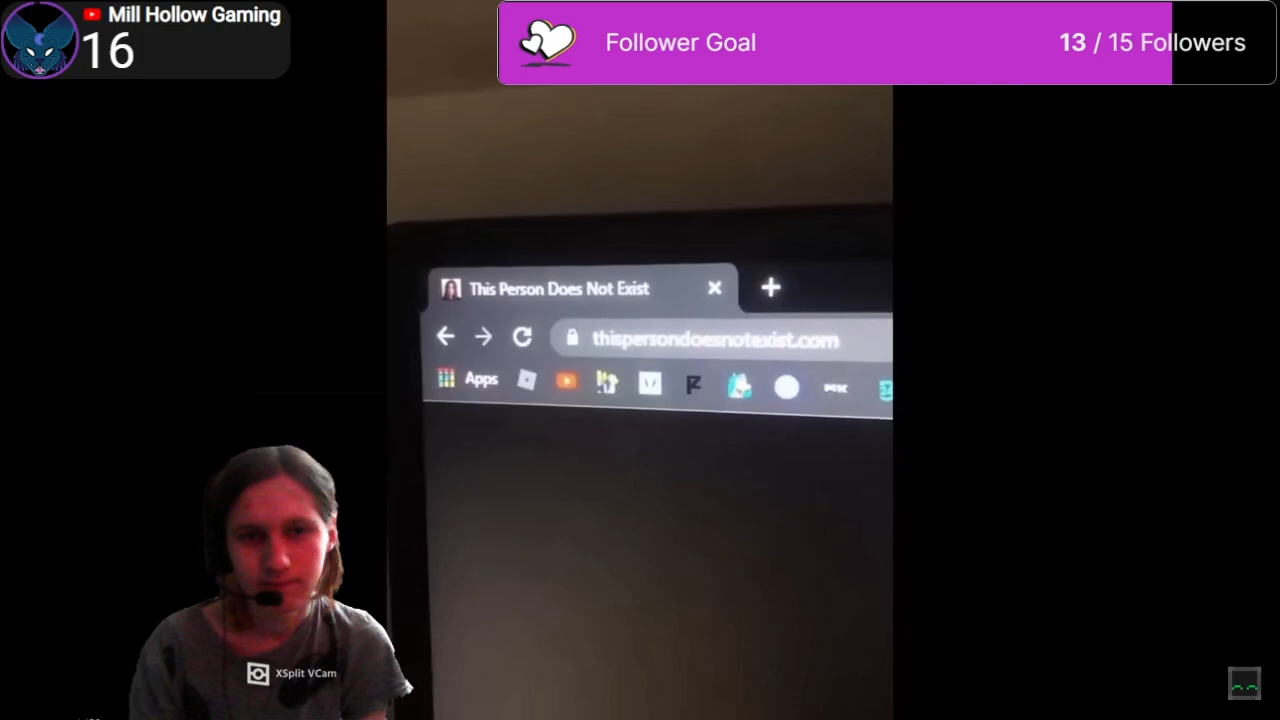 Mill Hollow Gaming
16
Follower Goal
13 / 15 Followers
This Person Does Not Exist
thispersondoesnotexist.com
Apps
XSplit VCam